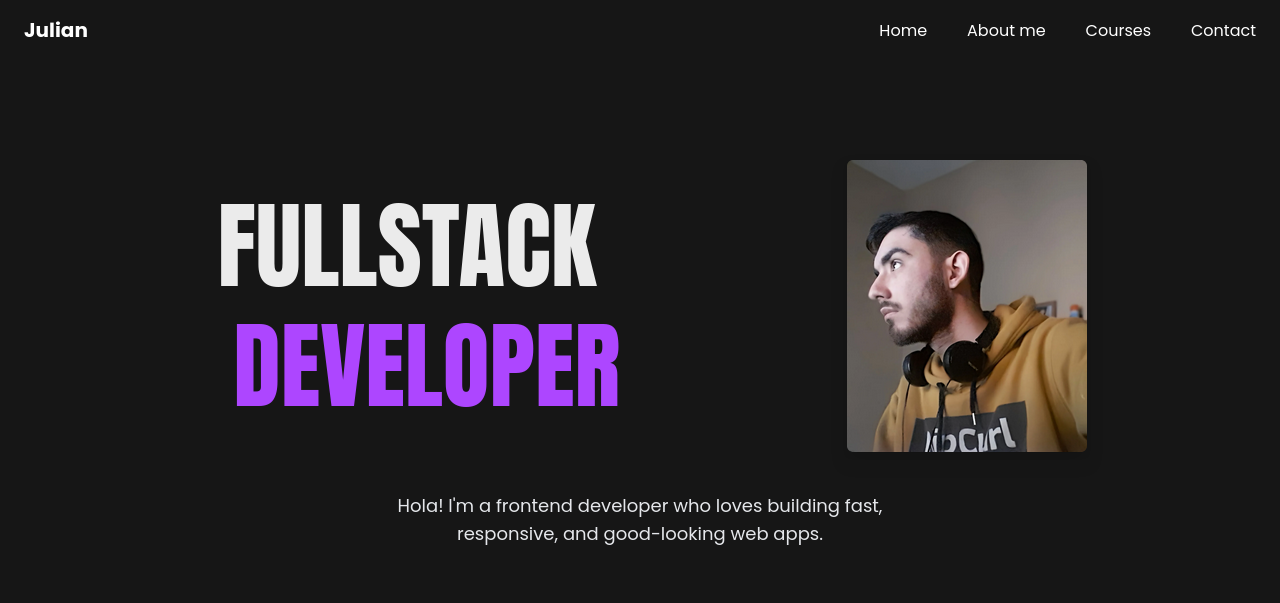 Julian
Home
About me
Courses
Contact
FULLSTACK
DEVELOPER
ipCurl
Hola! I'm a frontend developer who loves building fast,
responsive, and good-looking web apps.